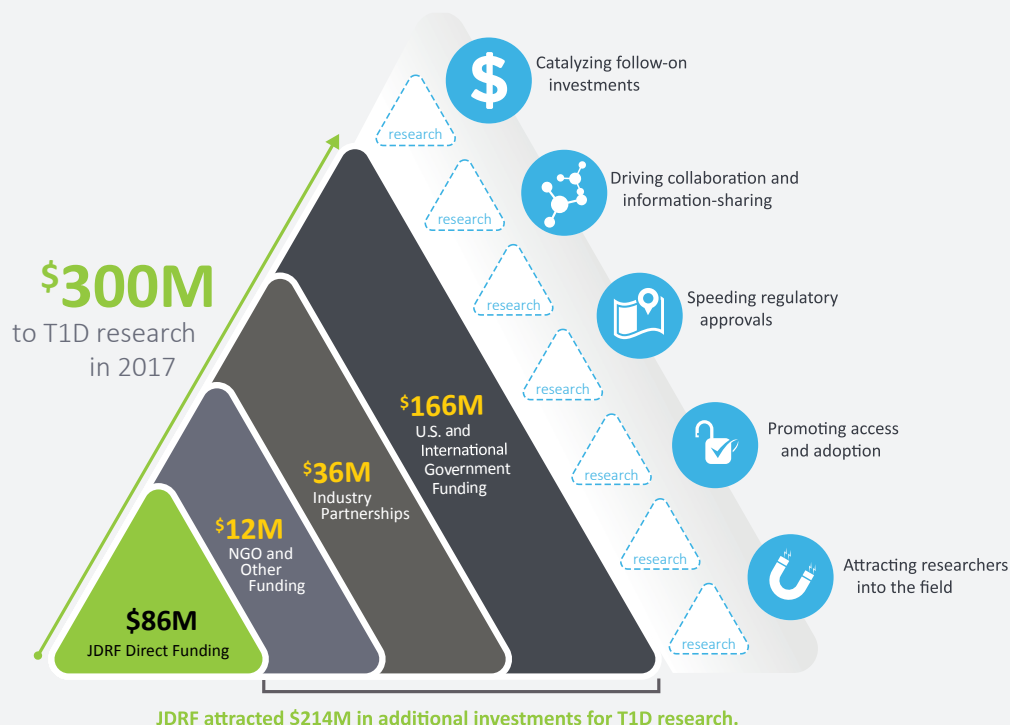 Catalyzing follow-on
investments
research
Driving collaboration and
information-sharing
research
$300M
to T1D research
in 2017
Speeding regulatory
approvals
research
research
$166M
U.S. and
International
Government
Funding
Promoting access
and adoption
research
$36M
Industry
Partnerships
$12M
NGO and
Other
Funding
research
Attracting researchers
into the field
$86M
JDRF Direct Funding
research
JDRF attracted $214M in additional investments for T1D research.